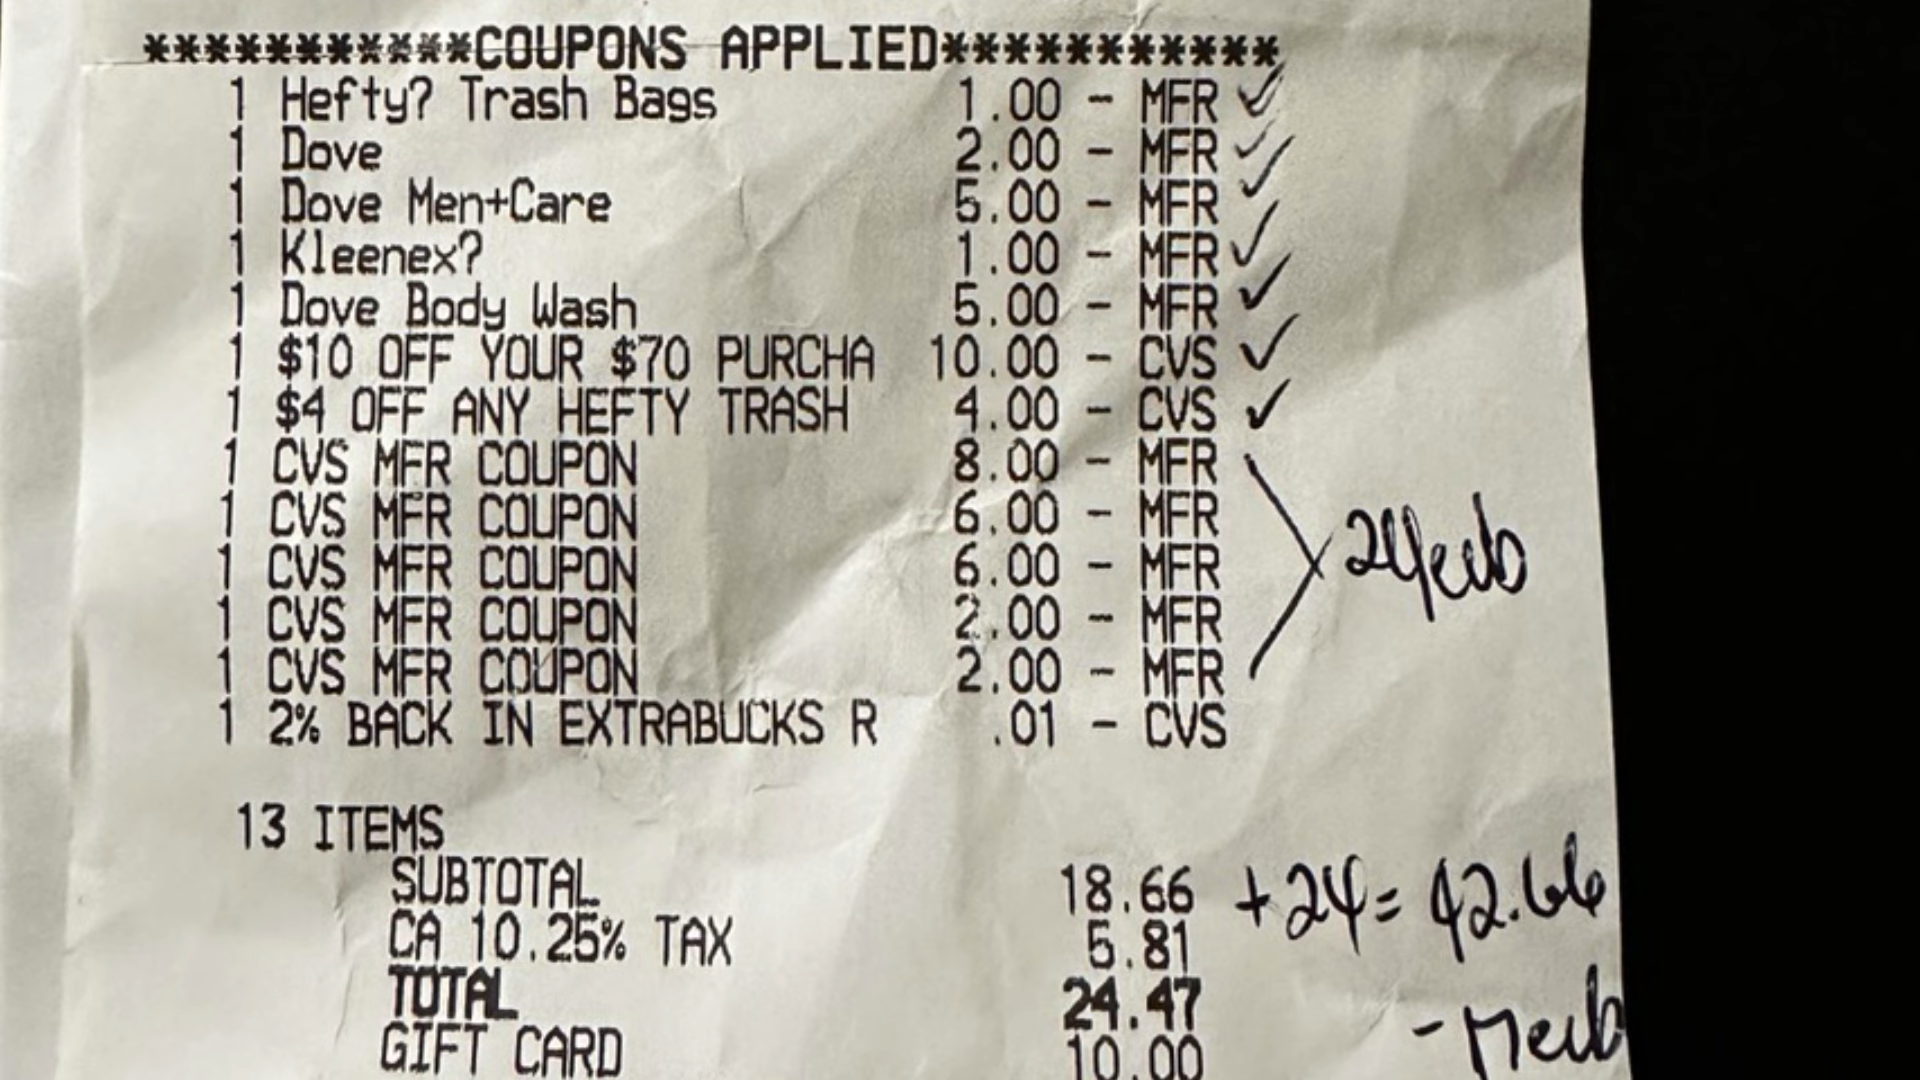 ***********COUPONS APPLIED***********
1 Hefty? Trash Bags 1.00 - MFR ✓
1 Dove 2.00 - MFR ✓
1 Dove Men+Care 5.00 - MFR ✓
1 Kleenex? 1.00 - MFR ✓
1 Dove Body Wash 5.00 - MFR ✓
1 $10 OFF YOUR $70 PURCHA 10.00 - CVS ✓
1 $4 OFF ANY HEFTY TRASH 4.00 - CVS ✓
1 CVS MFR COUPON 8.00 - MFR
1 CVS MFR COUPON 6.00 - MFR
1 CVS MFR COUPON 6.00 - MFR 24ecb
1 CVS MFR COUPON 2.00 - MFR
1 CVS MFR COUPON 2.00 - MFR
1 2% BACK IN EXTRABUCKS R .01 - CVS
13 ITEMS
SUBTOTAL 18.66 +24= 42.66
CA 10.25% TAX 5.81
TOTAL 24.47
GIFT CARD 10.00